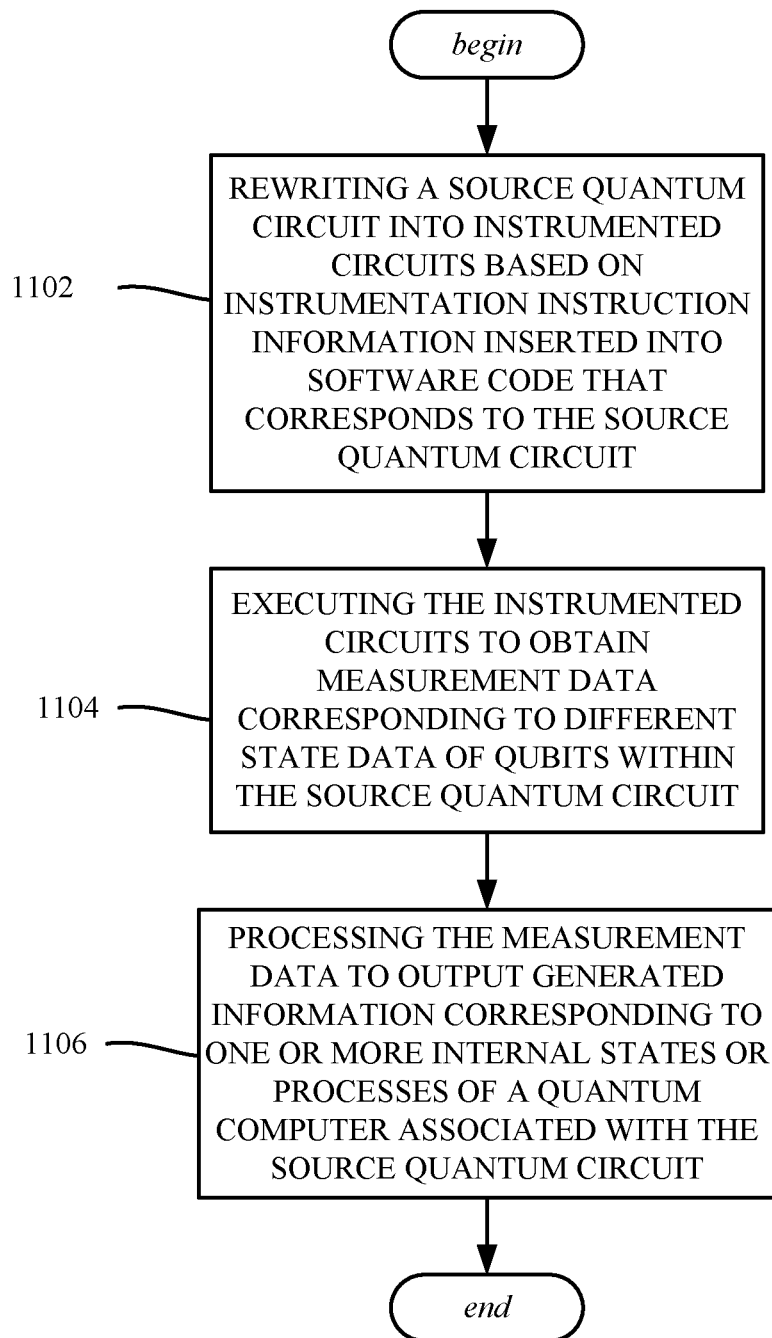 begin
REWRITING A SOURCE QUANTUM
CIRCUIT INTO INSTRUMENTED
CIRCUITS BASED ON
INSTRUMENTATION INSTRUCTION
INFORMATION INSERTED INTO
SOFTWARE CODE THAT
CORRESPONDS TO THE SOURCE
QUANTUM CIRCUIT
1102
EXECUTING THE INSTRUMENTED
CIRCUITS TO OBTAIN
MEASUREMENT DATA
CORRESPONDING TO DIFFERENT
STATE DATA OF QUBITS WITHIN
THE SOURCE QUANTUM CIRCUIT
1104
PROCESSING THE MEASUREMENT
DATA TO OUTPUT GENERATED
INFORMATION CORRESPONDING TO
ONE OR MORE INTERNAL STATES OR
PROCESSES OF A QUANTUM
COMPUTER ASSOCIATED WITH THE
SOURCE QUANTUM CIRCUIT
1106
end